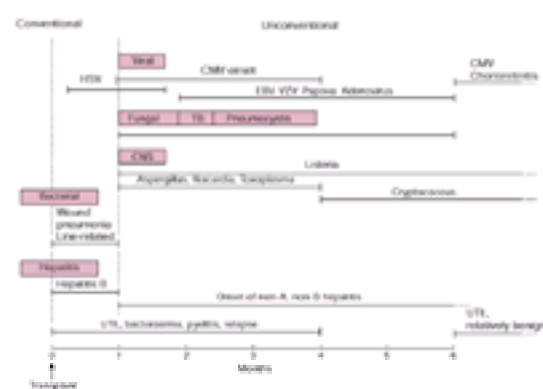 Conventional
Unconventional
Viral
HSV
CMV onset
CMV
Chorioretinitis
EBV VZV Papova Adenovirus
Fungal
TB
Pneumocystis
CNS
Listeria
Aspergillus, Nocardia, Toxoplasma
Cryptococcus
Bacterial
Wound
pneumonia
Line-related
Hepatitis
Hepatitis B
Onset of non-A, non-B hepatitis
UTI, bacteraemia, pyelitis, relapse
UTI,
relatively benign
0 1 2 3 4 6
Months
Transplant